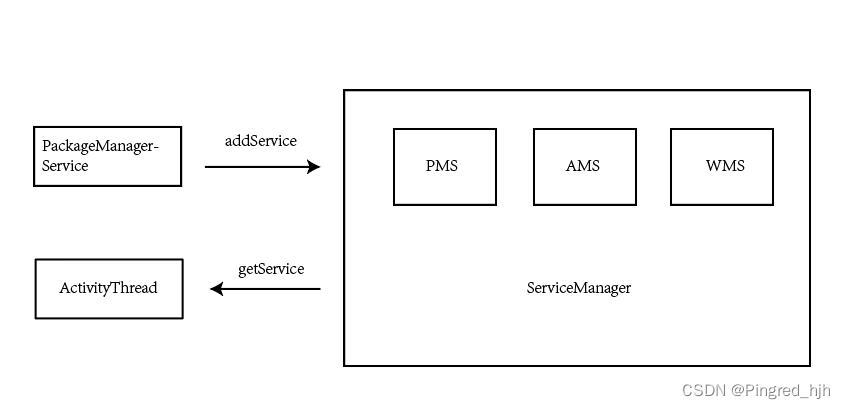 PackageManager-
Service
addService
PMS
AMS
WMS
ActivityThread
getService
ServiceManager
CSDN @Pingred_hjh